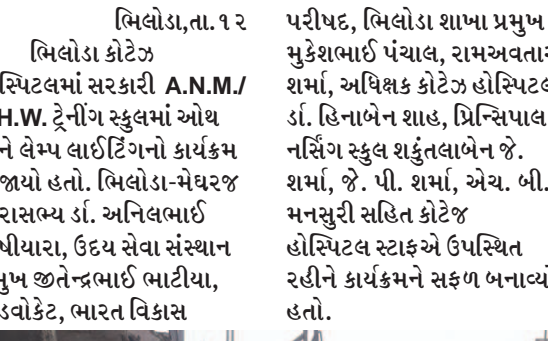 ભિલોડા,તા.૧૨
ભિલોડા કોટેઝ
સ્પિટલમાં સરકારી A.N.M./
H.W. ટ્રેનીંગ સ્કુલમાં ઓથ
ને લેમ્પ લાઈટિંગનો કાર્યક્રમ
જાયો હતો. ભિલોડા-મેઘરજ
રાસભ્ય ડૉ. અનિલભાઈ
ષીયારા, ઉદય સેવા સંસ્થાન
મુખ જીતેન્દ્રભાઈ ભાટીયા,
ડવોકેટ, ભારત વિકાસ
પરીષદ, ભિલોડા શાખા પ્રમુખ
મુકેશભાઈ પંચાલ, રામઅવતાર
શર્મા, અધિક્ષક કોટેઝ હોસ્પિટલ
ડૉ. હિનાબેન શાહ, પ્રિન્સિપાલ
નર્સિંગ સ્કુલ શકુંતલાબેન જે.
શર્મા, જે. પી. શર્મા, એચ. બી.
મનસુરી સહિત કોટેજ
હોસ્પિટલ સ્ટાફએ ઉપસ્થિત
રહીને કાર્યક્રમને સફળ બનાવ્યો
હતો.